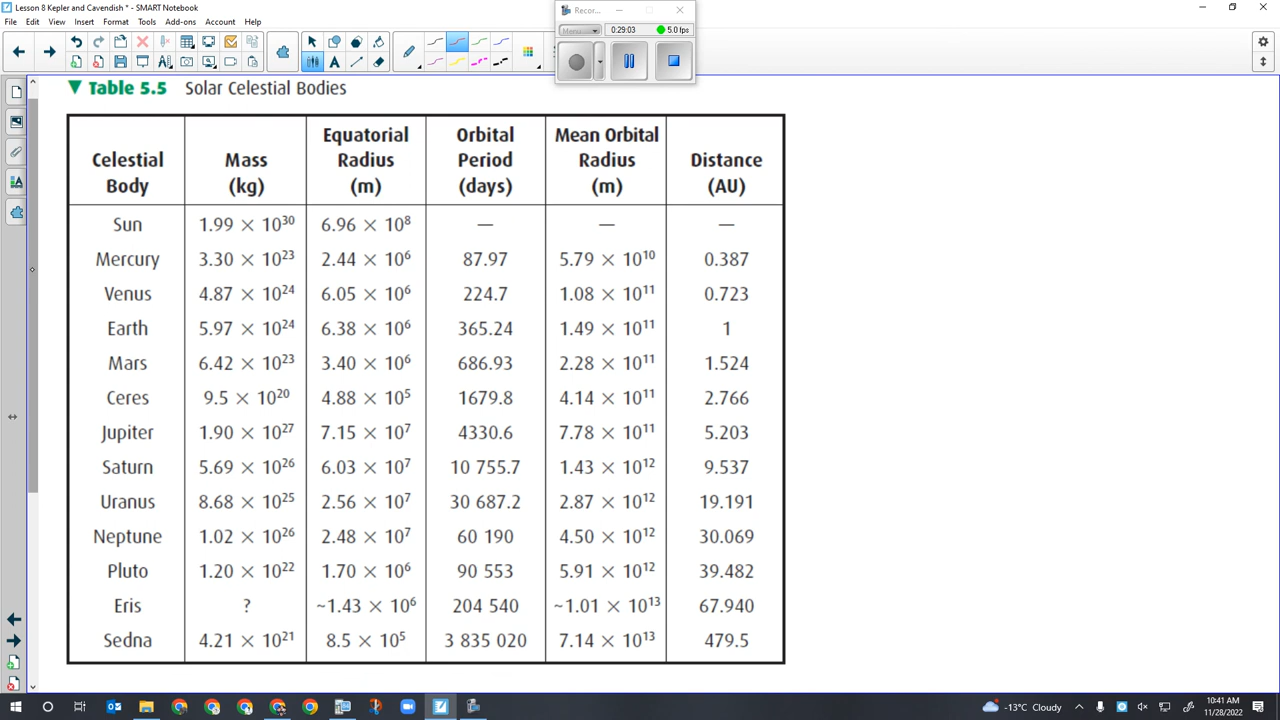 Lesson 8 Kepler and Cavendish * - SMART Notebook
File Edit View Insert Format Tools Add-ons Account Help
Recor...
Menu
0:29:03 5.0 fps
▼ Table 5.5 Solar Celestial Bodies
Celestial Body Mass (kg) Equatorial Radius (m) Orbital Period (days) Mean Orbital Radius (m) Distance (AU)
Sun 1.99 × 10³⁰ 6.96 × 10⁸ — — —
Mercury 3.30 × 10²³ 2.44 × 10⁶ 87.97 5.79 × 10¹⁰ 0.387
Venus 4.87 × 10²⁴ 6.05 × 10⁶ 224.7 1.08 × 10¹¹ 0.723
Earth 5.97 × 10²⁴ 6.38 × 10⁶ 365.24 1.49 × 10¹¹ 1
Mars 6.42 × 10²³ 3.40 × 10⁶ 686.93 2.28 × 10¹¹ 1.524
Ceres 9.5 × 10²⁰ 4.88 × 10⁵ 1679.8 4.14 × 10¹¹ 2.766
Jupiter 1.90 × 10²⁷ 7.15 × 10⁷ 4330.6 7.78 × 10¹¹ 5.203
Saturn 5.69 × 10²⁶ 6.03 × 10⁷ 10 755.7 1.43 × 10¹² 9.537
Uranus 8.68 × 10²⁵ 2.56 × 10⁷ 30 687.2 2.87 × 10¹² 19.191
Neptune 1.02 × 10²⁶ 2.48 × 10⁷ 60 190 4.50 × 10¹² 30.069
Pluto 1.20 × 10²² 1.70 × 10⁶ 90 553 5.91 × 10¹² 39.482
Eris ? ~1.43 × 10⁶ 204 540 ~1.01 × 10¹³ 67.940
Sedna 4.21 × 10²¹ 8.5 × 10⁵ 3 835 020 7.14 × 10¹³ 479.5
-13°C Cloudy
10:41 AM
11/28/2022